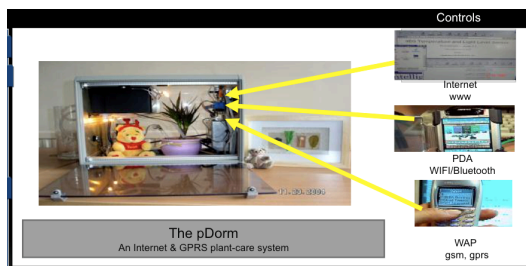 Controls
Internet
www
PDA
WIFI/Bluetooth
WAP
gsm, gprs
The pDorm
An Internet & GPRS plant-care system